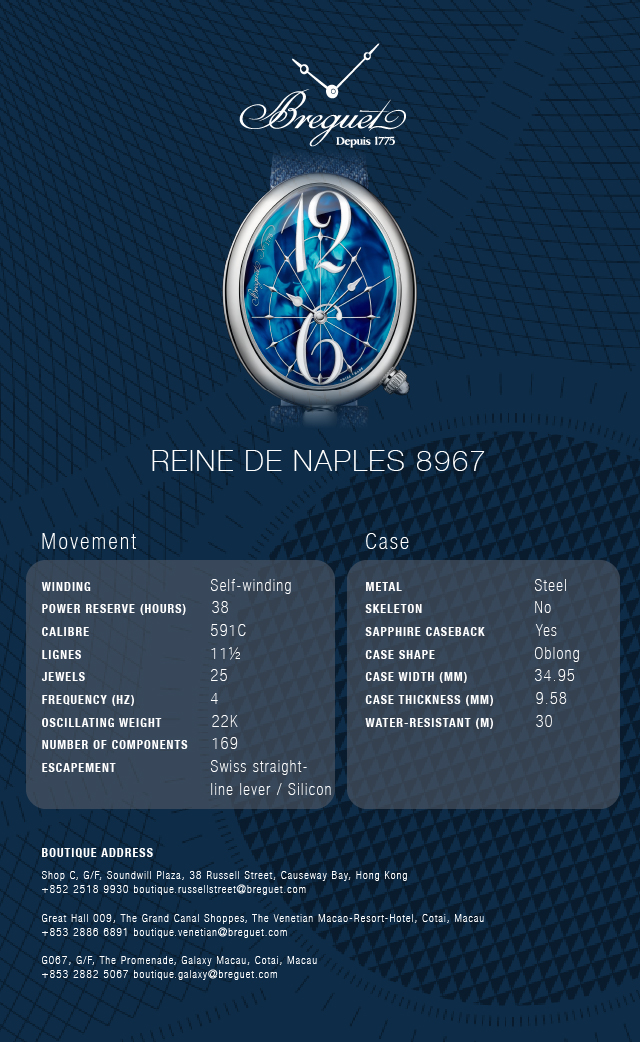 Breguet
Depuis 1775
12
Breguet
6
REINE DE NAPLES 8967
Movement
WINDING Self-winding
POWER RESERVE (HOURS) 38
CALIBRE 591C
LIGNES 11½
JEWELS 25
FREQUENCY (HZ) 4
OSCILLATING WEIGHT 22K
NUMBER OF COMPONENTS 169
ESCAPEMENT Swiss straight-
line lever / Silicon
Case
METAL Steel
SKELETON No
SAPPHIRE CASEBACK Yes
CASE SHAPE Oblong
CASE WIDTH (MM) 34.95
CASE THICKNESS (MM) 9.58
WATER-RESISTANT (M) 30
BOUTIQUE ADDRESS
Shop C, G/F, Soundwill Plaza, 38 Russell Street, Causeway Bay, Hong Kong
+852 2518 9930 boutique.russellstreet@breguet.com
Great Hall 009, The Grand Canal Shoppes, The Venetian Macao-Resort-Hotel, Cotai, Macau
+853 2886 6891 boutique.venetian@breguet.com
G067, G/F, The Promenade, Galaxy Macau, Cotai, Macau
+853 2882 5067 boutique.galaxy@breguet.com